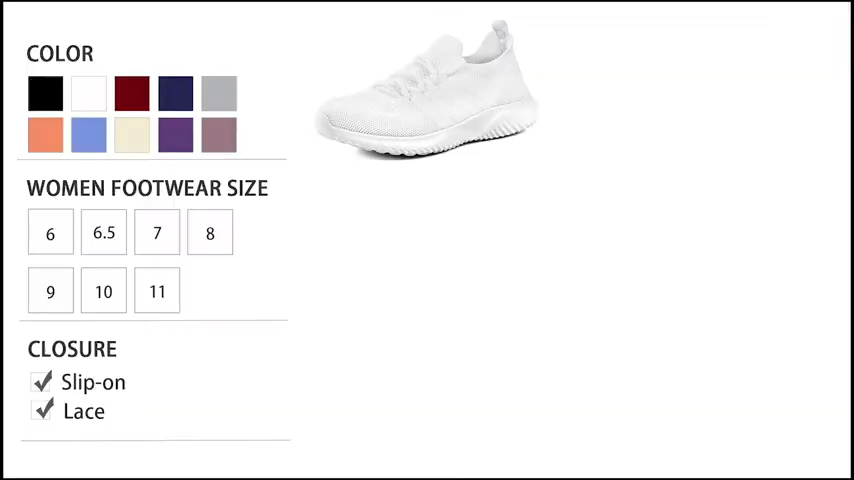 COLOR
WOMEN FOOTWEAR SIZE
6 6.5 7 8
9 10 11
CLOSURE
Slip-on
Lace